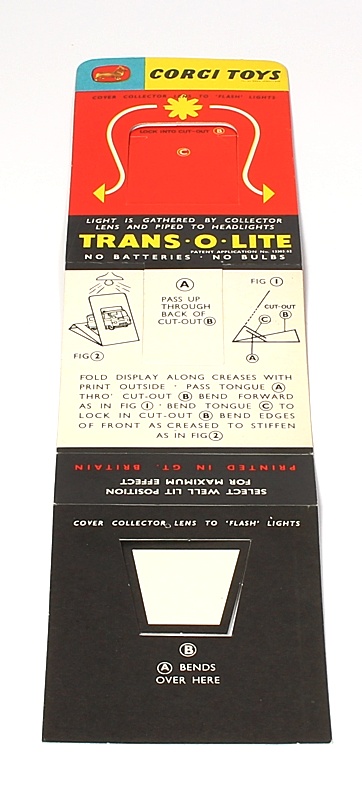 CORGI TOYS
COVER COLLECTOR LENS TO 'FLASH' LIGHTS
LOCK INTO CUT-OUT B
C
LIGHT IS GATHERED BY COLLECTOR
LENS AND PIPED TO HEADLIGHTS
TRANS·O·LITE
PATENT APPLICATION No.
NO BATTERIES · NO BULBS
A
PASS UP
THROUGH
BACK OF
CUT-OUT B
FIG 1
CUT-OUT
B
C
A
FIG 2
FOLD DISPLAY ALONG CREASES WITH
PRINT OUTSIDE · PASS TONGUE A
THRO' CUT-OUT B BEND FORWARD
AS IN FIG 1 · BEND TONGUE C TO
LOCK IN CUT-OUT B BEND EDGES
OF FRONT AS CREASED TO STIFFEN
AS IN FIG 2
PRINTED IN GT. BRITAIN
SELECT WELL LIT POSITION
FOR MAXIMUM EFFECT
COVER COLLECTOR LENS TO 'FLASH' LIGHTS
B
A BENDS
OVER HERE